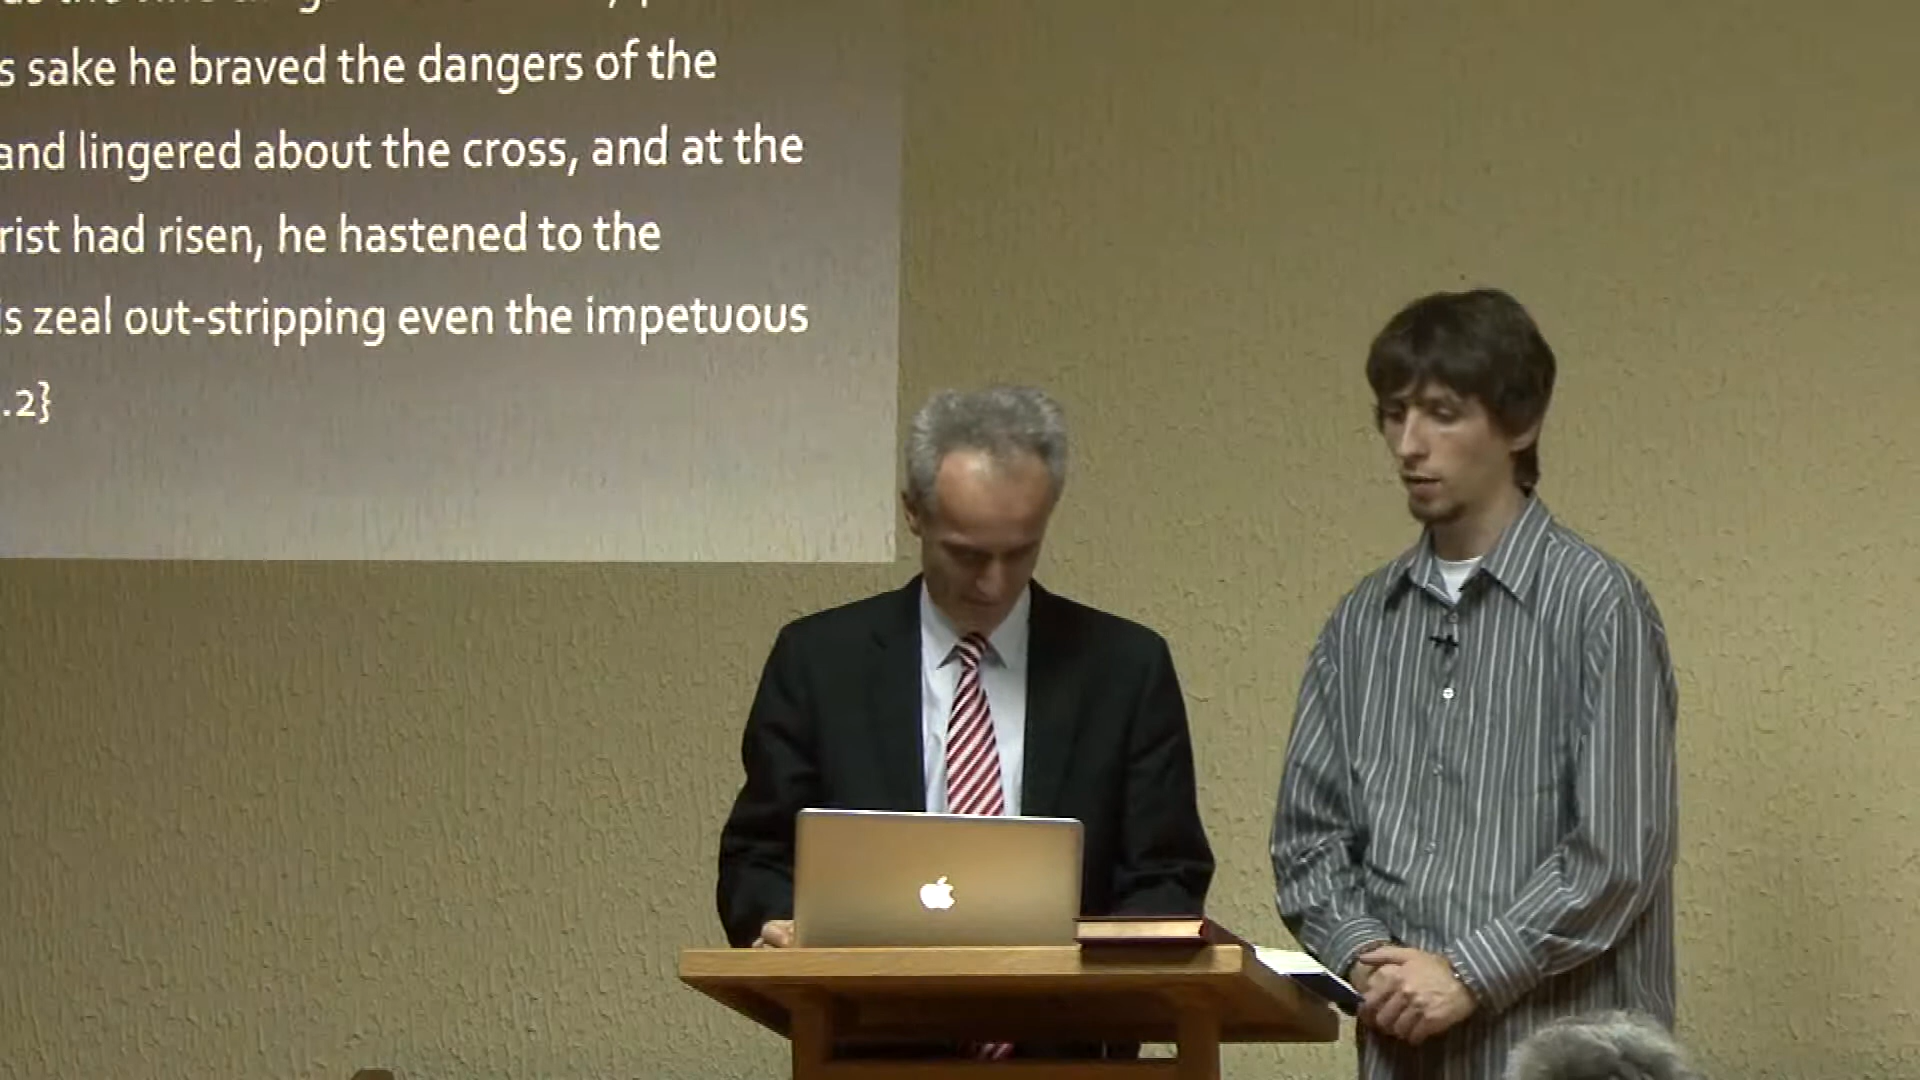 s sake he braved the dangers of the
and lingered about the cross, and at the
rist had risen, he hastened to the
is zeal out-stripping even the impetuous
.2}